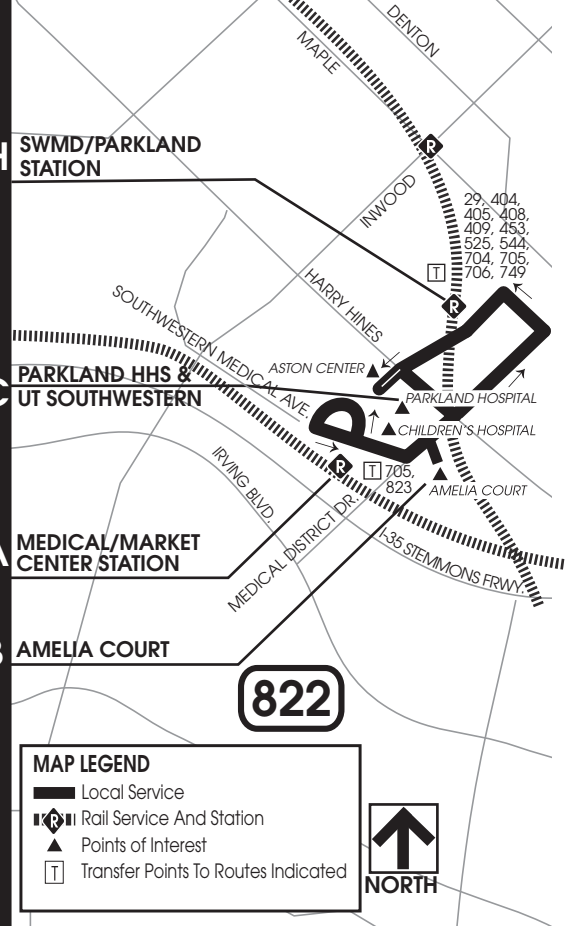 DENTON
MAPLE
H
SWMD/PARKLAND
STATION
R
INWOOD
29, 404,
405, 408,
409, 453,
525, 544,
704, 705,
706, 749
T
R
HARRY HINES
SOUTHWESTERN MEDICAL AVE.
ASTON CENTER
C
PARKLAND HHS &
UT SOUTHWESTERN
PARKLAND HOSPITAL
CHILDREN'S HOSPITAL
R
T
705,
823
AMELIA COURT
IRVING BLVD.
MEDICAL DISTRICT DR.
I-35 STEMMONS FRWY.
A
MEDICAL/MARKET
CENTER STATION
B
AMELIA COURT
822
MAP LEGEND
Local Service
R Rail Service And Station
Points of Interest
T Transfer Points To Routes Indicated
NORTH